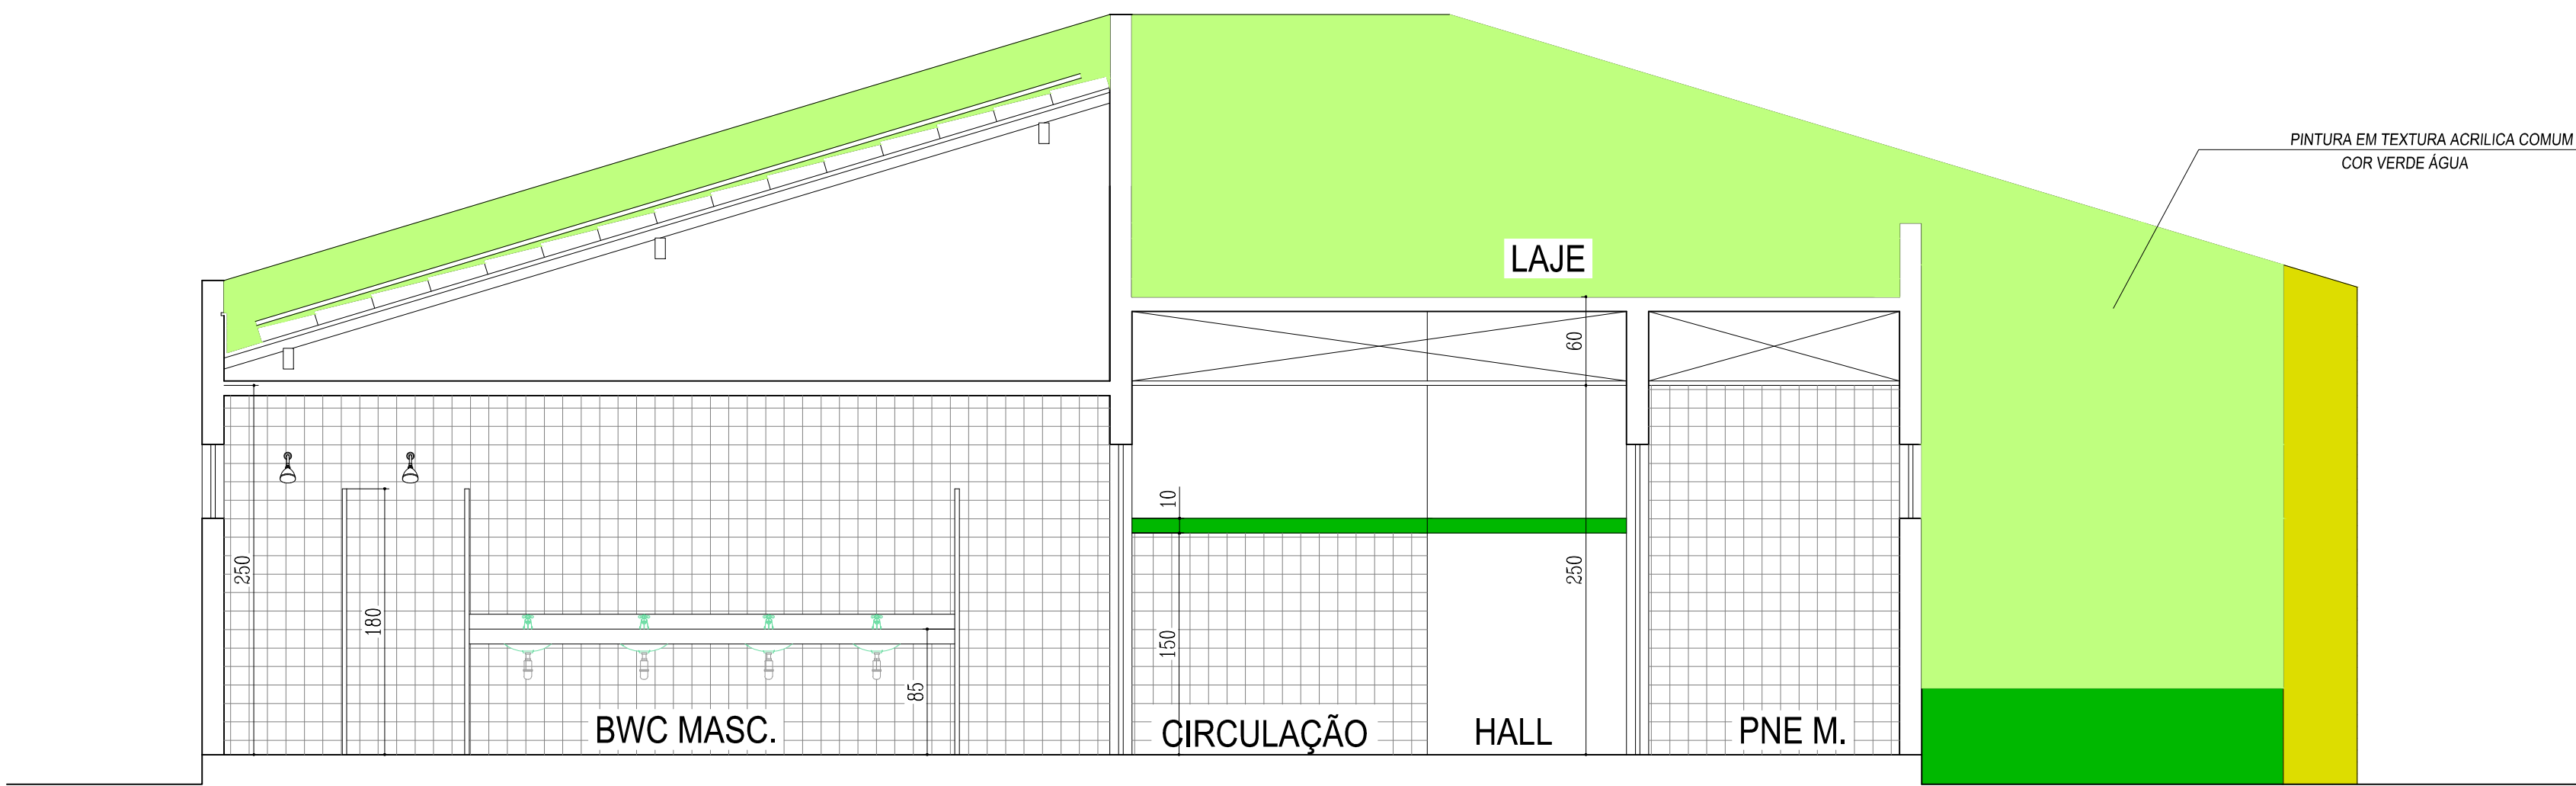 PINTURA EM TEXTURA ACRILICA COMUM
COR VERDE ÁGUA
LAJE
60
10
250
250
180
150
85
BWC MASC.
CIRCULAÇÃO
HALL
PNE M.